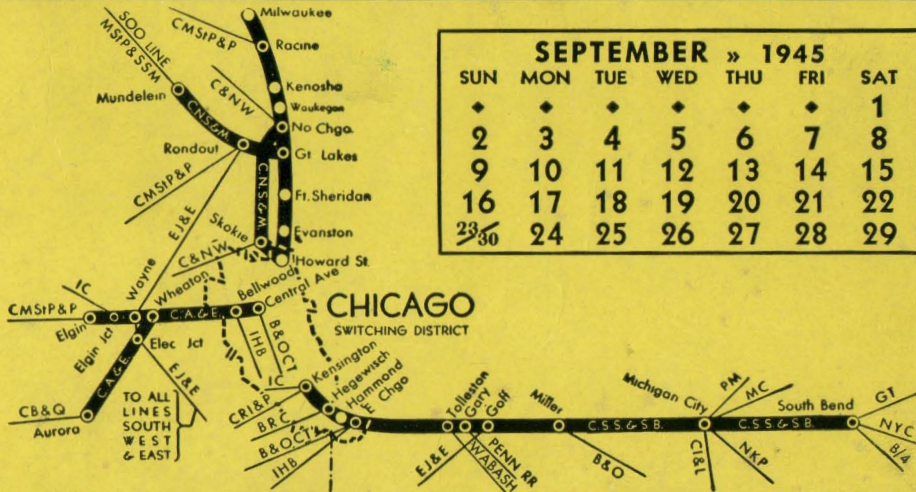 Milwaukee
CMStP&P
Racine
SOO LINE
MStP&SSM
Kenosha
C&NW
Waukegan
Mundelein
C.N.S.&M.
No Chgo.
Rondout
Gt Lakes
CMStP&P
EJ&E
C.N.S.&M.
Ft. Sheridan
Skokie
Evanston
C&NW
Howard St.
SEPTEMBER » 1945
SUN MON TUE WED THU FRI SAT
1
2 3 4 5 6 7 8
9 10 11 12 13 14 15
16 17 18 19 20 21 22
23/30 24 25 26 27 28 29
CHICAGO
SWITCHING DISTRICT
IC
Wayne
Wheaton
Bellwood
Central Ave
CMStP&P
Elgin
Elgin Jct
C.A.&E.
IHB
B&OCT
Elec Jct
C.A.&E.
EJ&E
CB&Q
Aurora
TO ALL
LINES
SOUTH
WEST
& EAST
IC
Kensington
CRI&P
Hegewisch
BRC
Hammond
B&OCT
E. Chgo
IHB
Tolleston
Gary
Goff
EJ&E
WABASH
PENN RR
Miller
B&O
C.S.S.&S.B.
Michigan City
PM
MC
CI&L
NKP
C.S.S.&S.B.
South Bend
GT
NYC
B/4